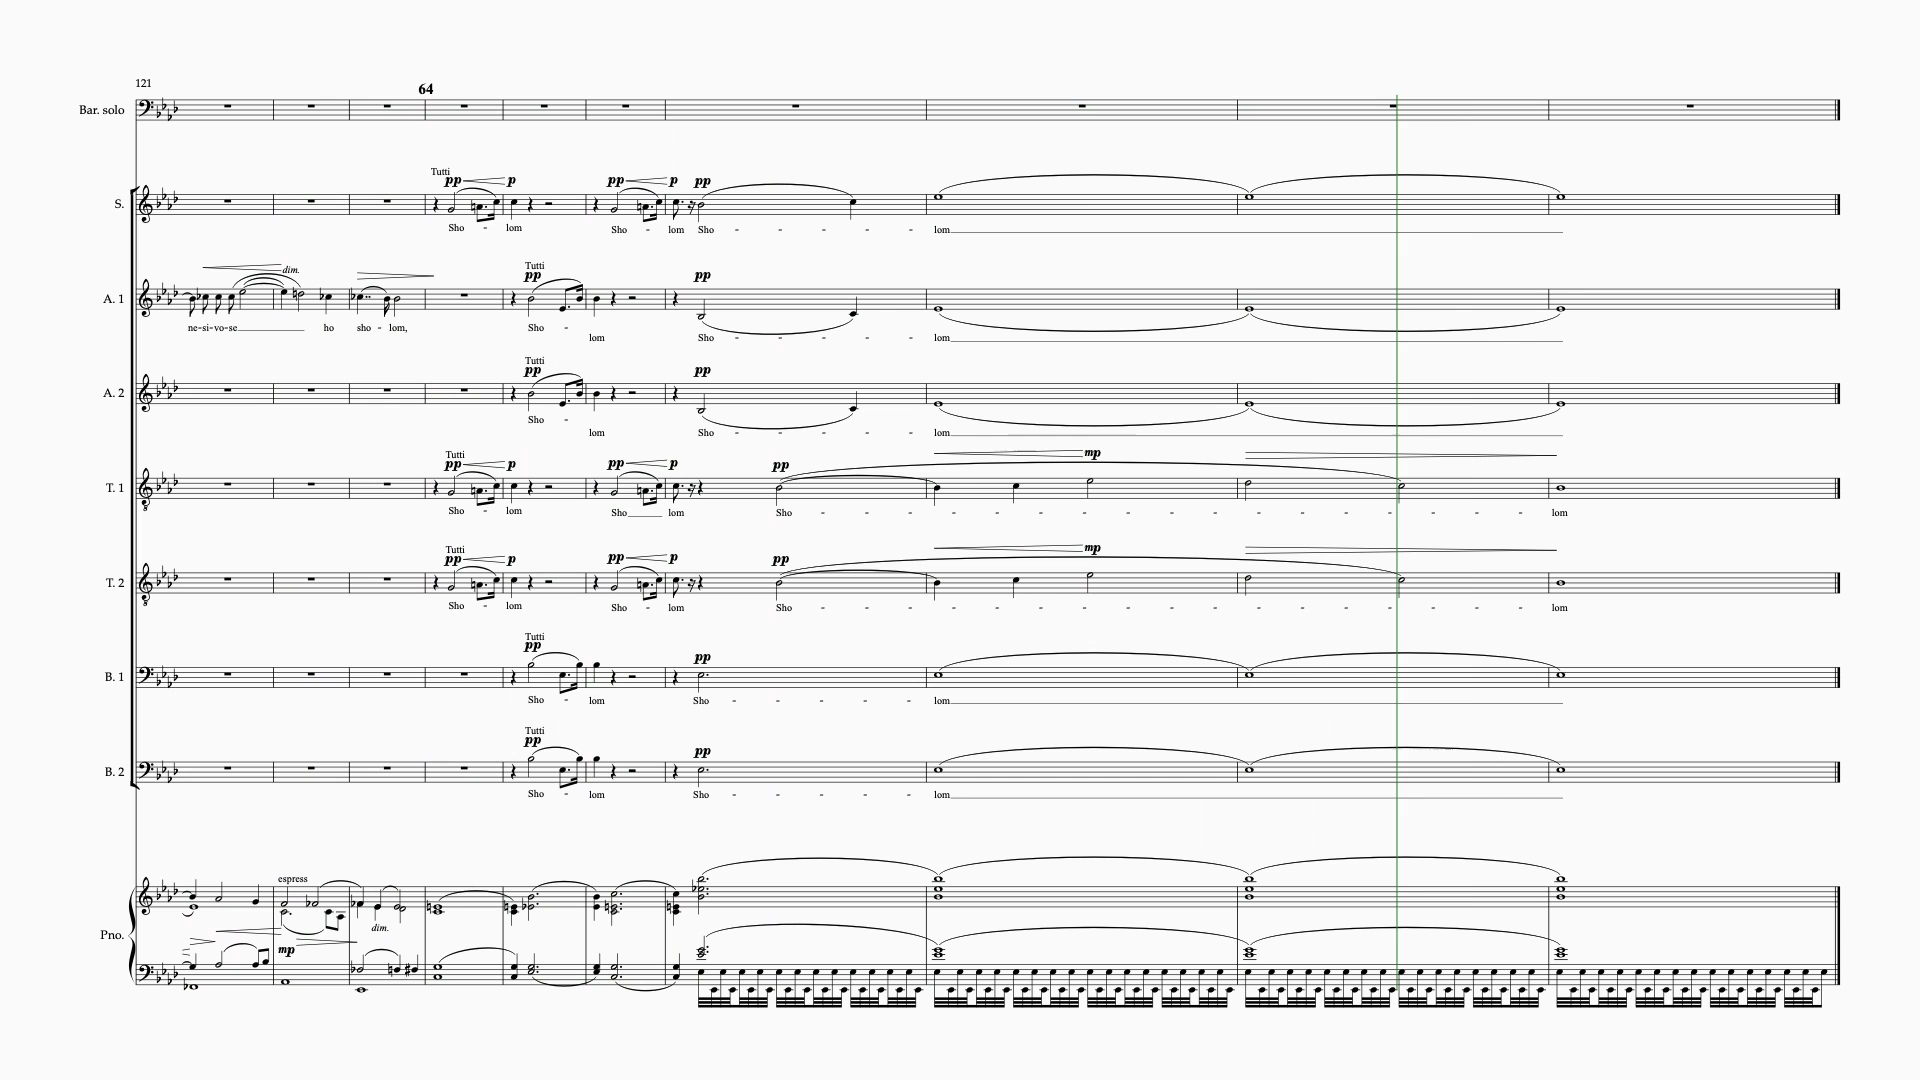 121
64
Bar. solo
Tutti
pp p pp p pp
S.
Sho - lom Sho - lom Sho - - - - lom
dim. Tutti
pp pp
A. 1
ne-si-vo-se ho sho - lom, Sho -
lom Sho - - - - lom
Tutti
pp pp
A. 2
Sho -
lom Sho - - - - lom
Tutti
pp p pp p pp mp
T. 1
Sho - lom Sho lom Sho - - - - - - - - - - - - - - - - - - lom
Tutti
pp p pp p pp mp
T. 2
Sho - lom Sho - lom Sho - - - - - - - - - - - - - - - - - - lom
Tutti
pp pp
B. 1
Sho - lom Sho - - - - - lom
Tutti
pp pp
B. 2
Sho - lom Sho - - - - - lom
espress
dim.
Pno.
mp